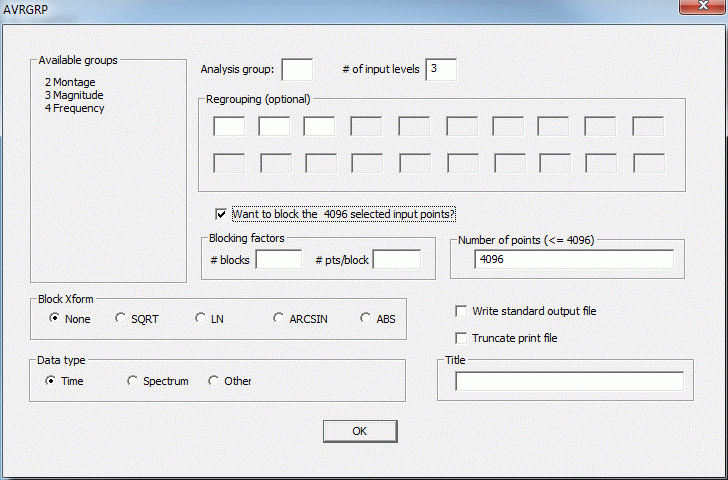 AVRGRP
Available groups
2 Montage
3 Magnitude
4 Frequency
Analysis group:
# of input levels 3
Regrouping (optional)
Want to block the 4096 selected input points?
Blocking factors
# blocks # pts/block
Number of points (<= 4096)
4096
Block Xform
None SQRT LN ARCSIN ABS
Write standard output file
Truncate print file
Data type
Time Spectrum Other
Title
OK